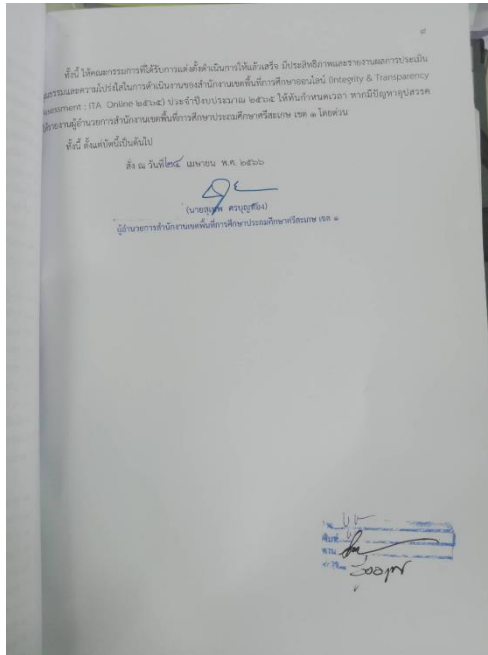 ๙
ทั้งนี้ ให้คณะกรรมการที่ได้รับการแต่งตั้งดำเนินการให้แล้วเสร็จ มีประสิทธิภาพและรายงานผลการประเมิน
ธรรมและความโปร่งใสในการดำเนินงานของสำนักงานเขตพื้นที่การศึกษาออนไลน์ (Integrity & Transparency
ssessment : ITA Online ๒๕๖๕) ประจำปีงบประมาณ ๒๕๖๕ ให้ทันกำหนดเวลา หากมีปัญหาอุปสรรค
รายงานผู้อำนวยการสำนักงานเขตพื้นที่การศึกษาประถมศึกษาศรีสะเกษ เขต ๑ โดยด่วน
ทั้งนี้ ตั้งแต่บัดนี้เป็นต้นไป
สั่ง ณ วันที่ เมษายน พ.ศ. ๒๕๖๖
ผู้อำนวยการสำนักงานเขตพื้นที่การศึกษาประถมศึกษาศรีสะเกษ เขต ๑
พิมพ์
ทาน